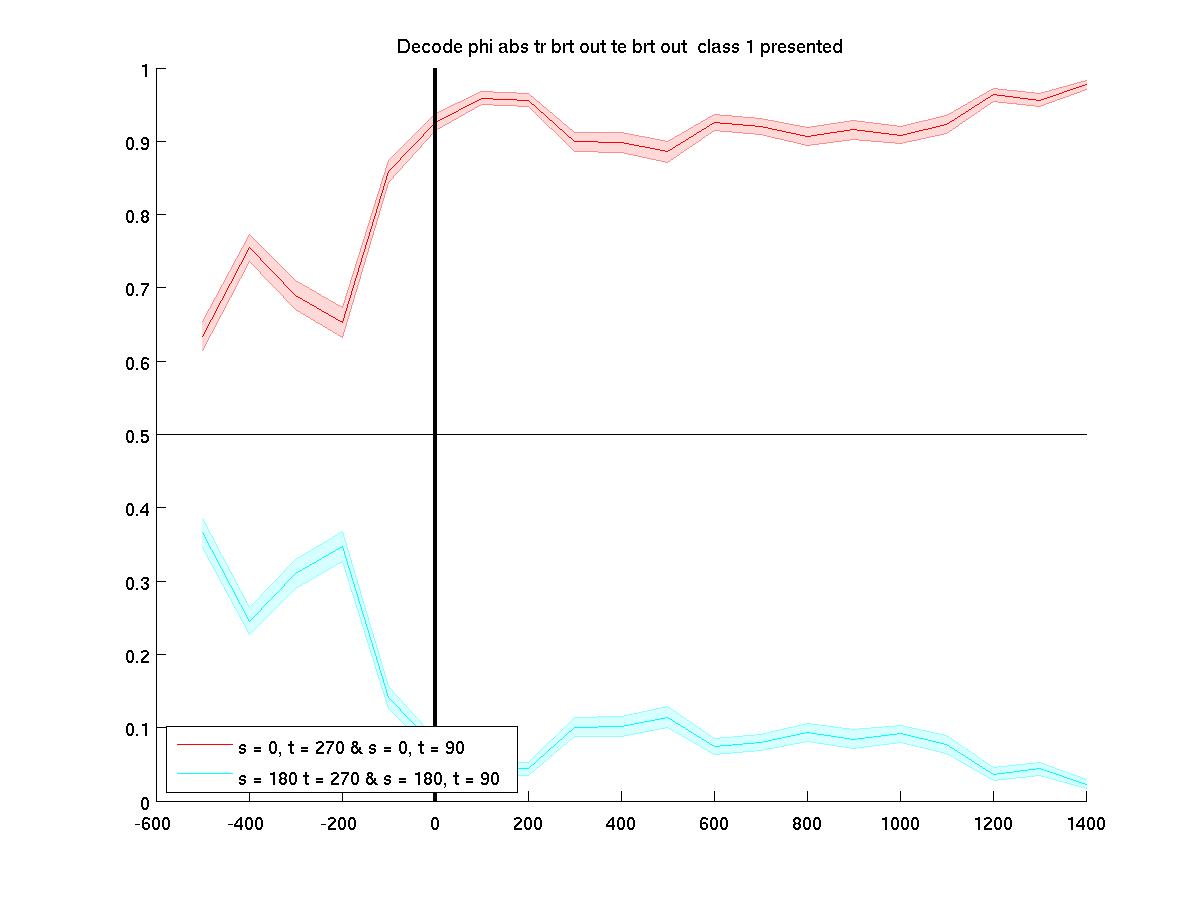 Decode phi abs tr brt out te brt out  class 1 presented
1
0.9
0.8
0.7
0.6
0.5
0.4
0.3
0.2
0.1
0
s = 0, t = 270 & s = 0, t = 90
s = 180 t = 270 & s = 180, t = 90
-600 -400 -200 0 200 400 600 800 1000 1200 1400